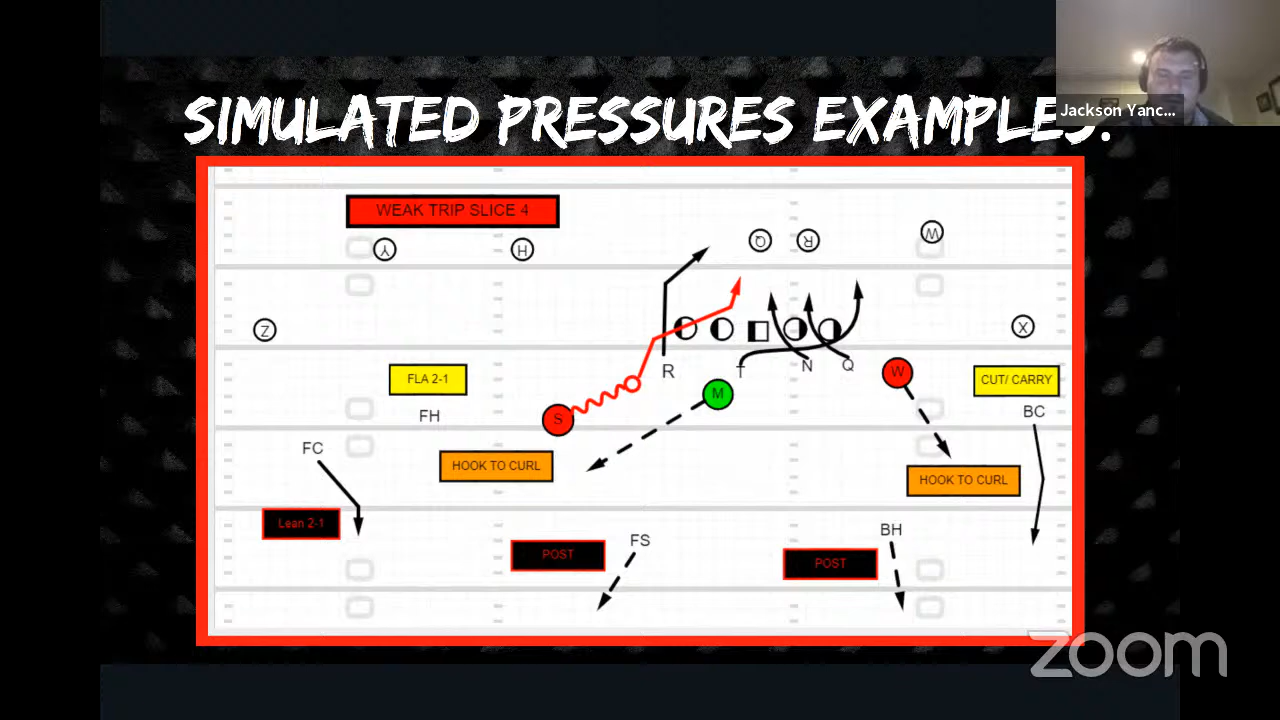 SIMULATED PRESSURES EXAMPLES:
Jackson Yanc...
WEAK TRIP SLICE 4
Y
H
Q
R
W
Z
X
FLA 2-1
R
T
N
Q
W
CUT/ CARRY
FH
S
M
BC
FC
HOOK TO CURL
HOOK TO CURL
Lean 2-1
POST
FS
BH
POST
zoom